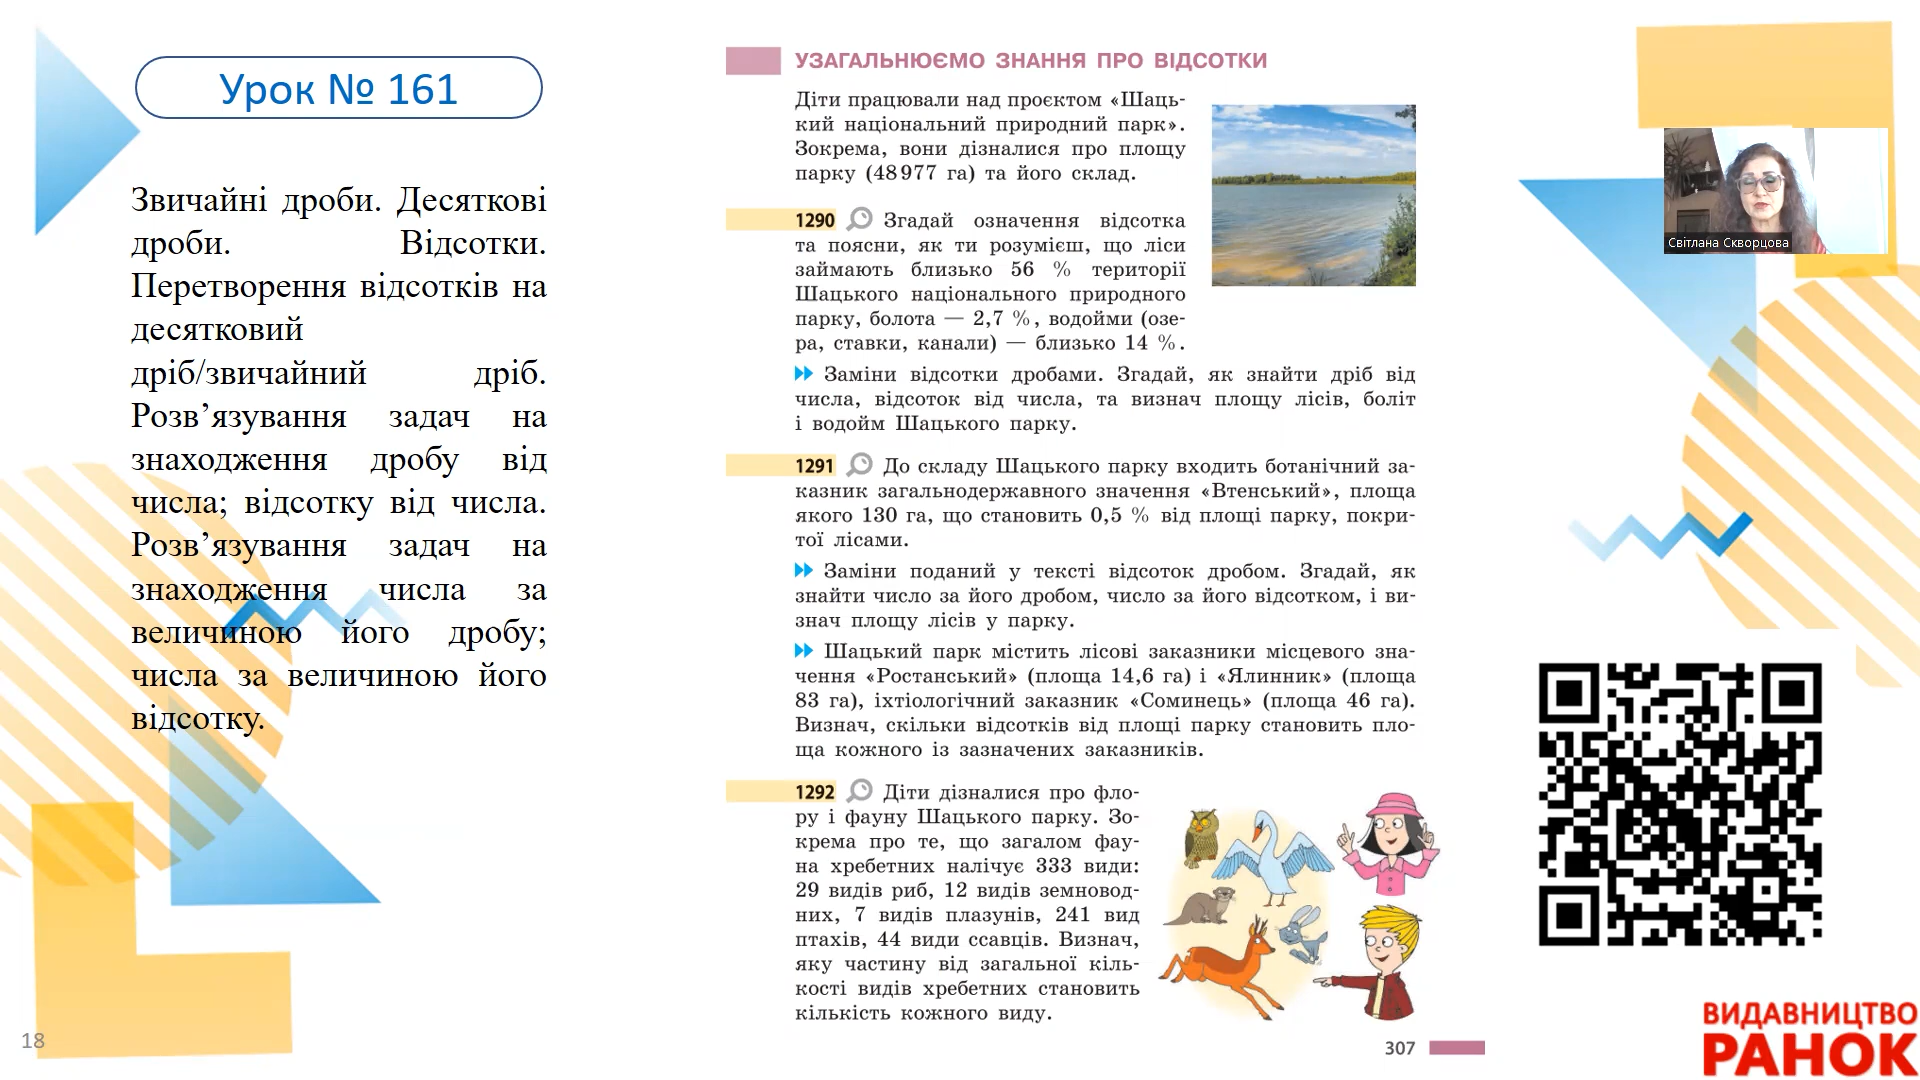 Урок № 161
Звичайні дроби. Десяткові
дроби. Відсотки.
Перетворення відсотків на
десятковий
дріб/звичайний дріб.
Розв’язування задач на
знаходження дробу від
числа; відсотку від числа.
Розв’язування задач на
знаходження числа за
величиною його дробу;
числа за величиною його
відсотку.
18
УЗАГАЛЬНЮЄМО ЗНАННЯ ПРО ВІДСОТКИ
Діти працювали над проєктом «Шаць-
кий національний природний парк».
Зокрема, вони дізналися про площу
парку (48 977 га) та його склад.
1290 Згадай означення відсотка
та поясни, як ти розумієш, що ліси
займають близько 56 % території
Шацького національного природного
парку, болота — 2,7 %, водойми (озе-
ра, ставки, канали) — близько 14 %.
Заміни відсотки дробами. Згадай, як знайти дріб від
числа, відсоток від числа, та визнач площу лісів, боліт
і водойм Шацького парку.
1291 До складу Шацького парку входить ботанічний за-
казник загальнодержавного значення «Втенський», площа
якого 130 га, що становить 0,5 % від площі парку, покри-
тої лісами.
Заміни поданий у тексті відсоток дробом. Згадай, як
знайти число за його дробом, число за його відсотком, і ви-
знач площу лісів у парку.
Шацький парк містить лісові заказники місцевого зна-
чення «Ростанський» (площа 14,6 га) і «Ялинник» (площа
83 га), іхтіологічний заказник «Соминець» (площа 46 га).
Визнач, скільки відсотків від площі парку становить пло-
ща кожного із зазначених заказників.
1292 Діти дізналися про фло-
ру і фауну Шацького парку. Зо-
крема про те, що загалом фау-
на хребетних налічує 333 види:
29 видів риб, 12 видів земновод-
них, 7 видів плазунів, 241 вид
птахів, 44 види ссавців. Визнач,
яку частину від загальної кіль-
кості видів хребетних становить
кількість кожного виду.
307
Світлана Скворцова
ВИДАВНИЦТВО
РАНОК